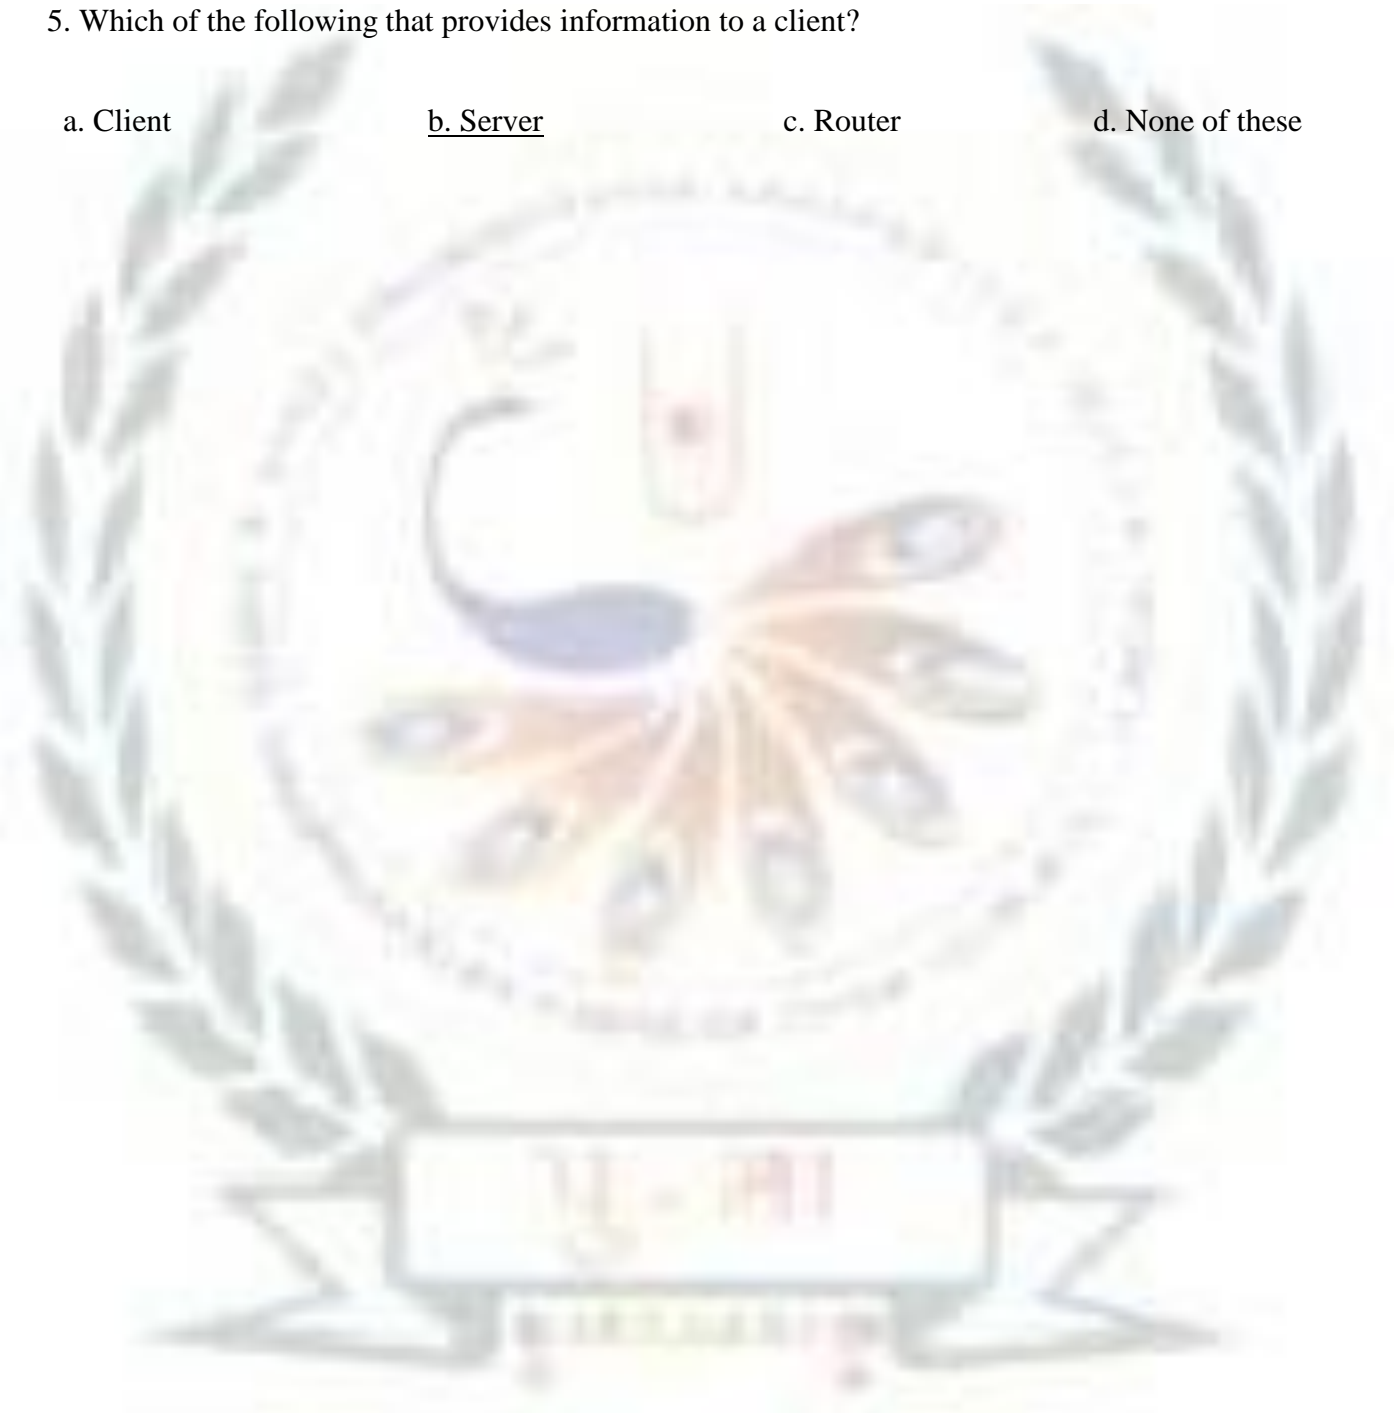 5. Which of the following that provides information to a client?
a. Client b. Server c. Router d. None of these